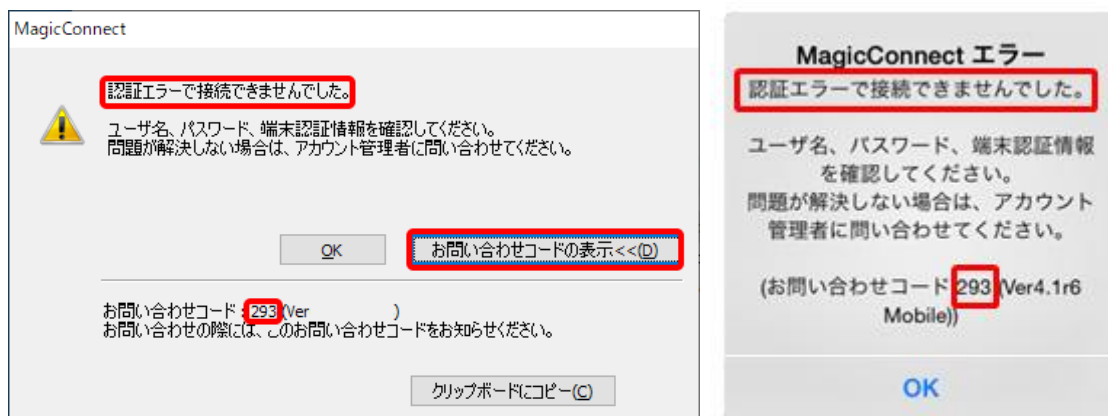 MagicConnect
認証エラーで接続できませんでした。
ユーザ名、パスワード、端末認証情報を確認してください。
問題が解決しない場合は、アカウント管理者に問い合わせてください。
OK
お問い合わせコードの表示<<(D)
お問い合わせコード：293(Ver )
お問い合わせの際には、このお問い合わせコードをお知らせください。
クリップボードにコピー(C)
MagicConnect エラー
認証エラーで接続できませんでした。
ユーザ名、パスワード、端末認証情報
を確認してください。
問題が解決しない場合は、アカウント
管理者に問い合わせてください。
(お問い合わせコード:293(Ver4.1r6
Mobile))
OK